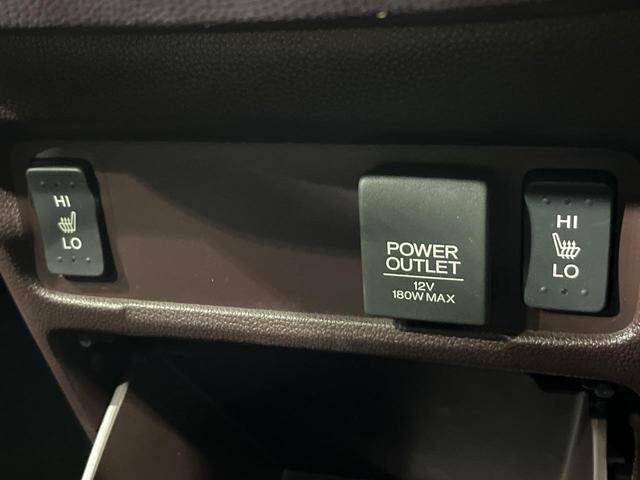 HI
LO
POWER
OUTLET
12V
180W MAX
HI
LO